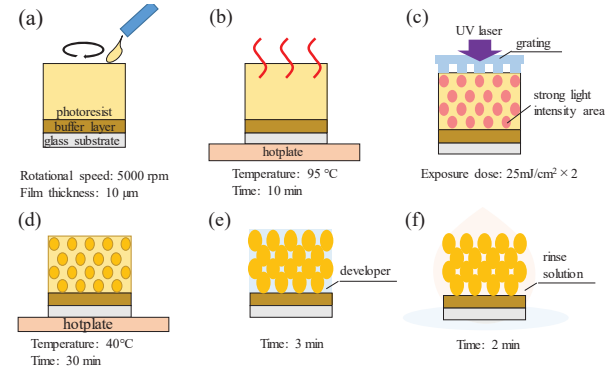 (a)
photoresist
buffer layer
glass substrate
Rotational speed: 5000 rpm
Film thickness: 10 μm
(b)
hotplate
Temperature: 95 °C
Time: 10 min
(c)
UV laser
grating
strong light
intensity area
Exposure dose: 25mJ/cm² × 2
(d)
hotplate
Temperature: 40°C
Time: 30 min
(e)
developer
Time: 3 min
(f)
rinse
solution
Time: 2 min